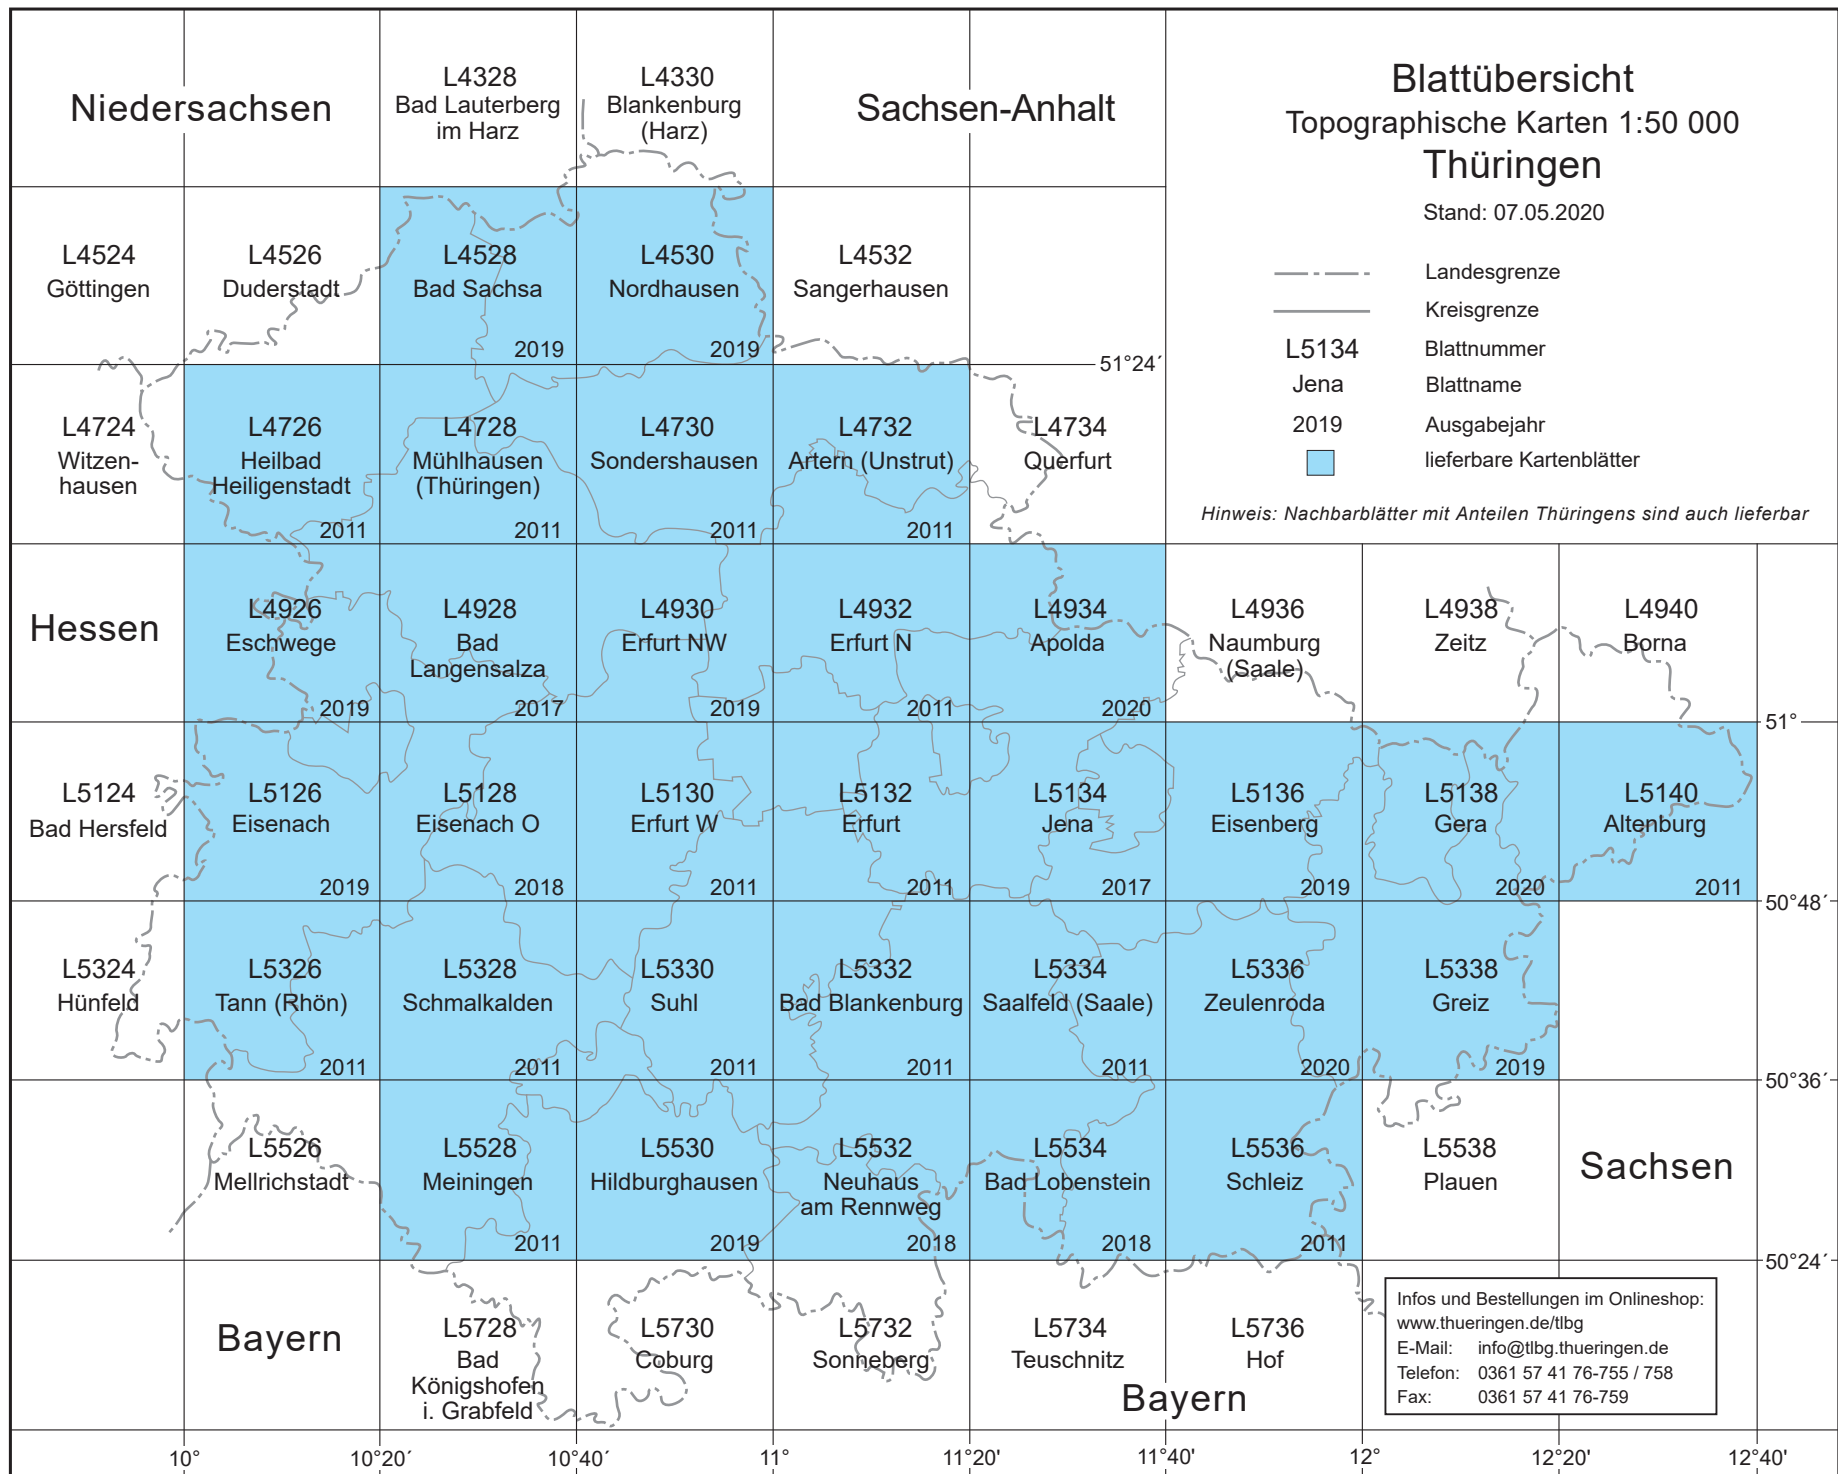 Blattübersicht
Topographische Karten 1:50 000
Thüringen
Stand: 07.05.2020
Landesgrenze
Kreisgrenze
L5134 Blattnummer
Jena Blattname
2019 Ausgabejahr
lieferbare Kartenblätter
Hinweis: Nachbarblätter mit Anteilen Thüringens sind auch lieferbar
Niedersachsen
L4328
Bad Lauterberg
im Harz
L4330
Blankenburg
(Harz)
Sachsen-Anhalt
L4524
Göttingen
L4526
Duderstadt
L4528
Bad Sachsa
2019
L4530
Nordhausen
2019
L4532
Sangerhausen
51°24´
L4724
Witzen-
hausen
L4726
Heilbad
Heiligenstadt
2011
L4728
Mühlhausen
(Thüringen)
2011
L4730
Sondershausen
2011
L4732
Artern (Unstrut)
2011
L4734
Querfurt
Hessen
L4926
Eschwege
2019
L4928
Bad
Langensalza
2017
L4930
Erfurt NW
2019
L4932
Erfurt N
2011
L4934
Apolda
2020
L4936
Naumburg
(Saale)
L4938
Zeitz
L4940
Borna
51°
L5124
Bad Hersfeld
L5126
Eisenach
2019
L5128
Eisenach O
2018
L5130
Erfurt W
2011
L5132
Erfurt
2011
L5134
Jena
2017
L5136
Eisenberg
2019
L5138
Gera
2020
L5140
Altenburg
2011
50°48´
L5324
Hünfeld
L5326
Tann (Rhön)
2011
L5328
Schmalkalden
2011
L5330
Suhl
2011
L5332
Bad Blankenburg
2011
L5334
Saalfeld (Saale)
2011
L5336
Zeulenroda
2020
L5338
Greiz
2019
50°36´
L5526
Mellrichstadt
L5528
Meiningen
2011
L5530
Hildburghausen
2019
L5532
Neuhaus
am Rennweg
2018
L5534
Bad Lobenstein
2018
L5536
Schleiz
2011
L5538
Plauen
Sachsen
50°24´
Bayern
L5728
Bad
Königshofen
i. Grabfeld
L5730
Coburg
L5732
Sonneberg
L5734
Teuschnitz
L5736
Hof
Bayern
Infos und Bestellungen im Onlineshop:
www.thueringen.de/tlbg
E-Mail: info@tlbg.thueringen.de
Telefon: 0361 57 41 76-755 / 758
Fax: 0361 57 41 76-759
10° 10°20´ 10°40´ 11° 11°20' 11°40' 12° 12°20' 12°40'